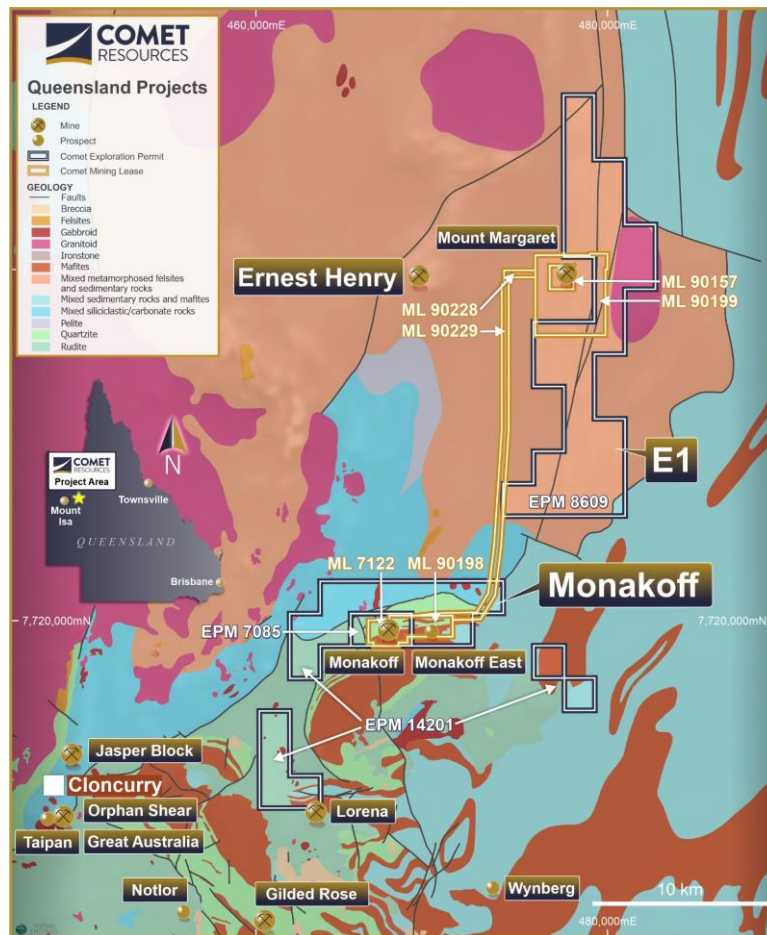 COMET
RESOURCES
Queensland Projects
LEGEND
Mine
Prospect
Comet Exploration Permit
Comet Mining Lease
GEOLOGY
Faults
Breccia
Felsites
Gabbroid
Granitoid
Ironstone
Mafites
Mixed metamorphosed felsites
and sedimentary rocks
Mixed sedimentary rocks and mafites
Mixed siliciclastic/carbonate rocks
Pelite
Quartzite
Rudite
460,000mE
480,000mE
Mount Margaret
Ernest Henry
ML 90157
ML 90228
ML 90199
ML 90229
COMET
RESOURCES
Project Area
N
Townsville
Mount
Isa
QUEENSLAND
Brisbane
E1
EPM 8609
ML 7122
ML 90198
Monakoff
7,720,000mN
7,720,000mN
EPM 7085
Monakoff
Monakoff East
EPM 14201
Jasper Block
Cloncurry
Orphan Shear
Lorena
Taipan
Great Australia
Notlor
Gilded Rose
Wynberg
10 km
480,000mE